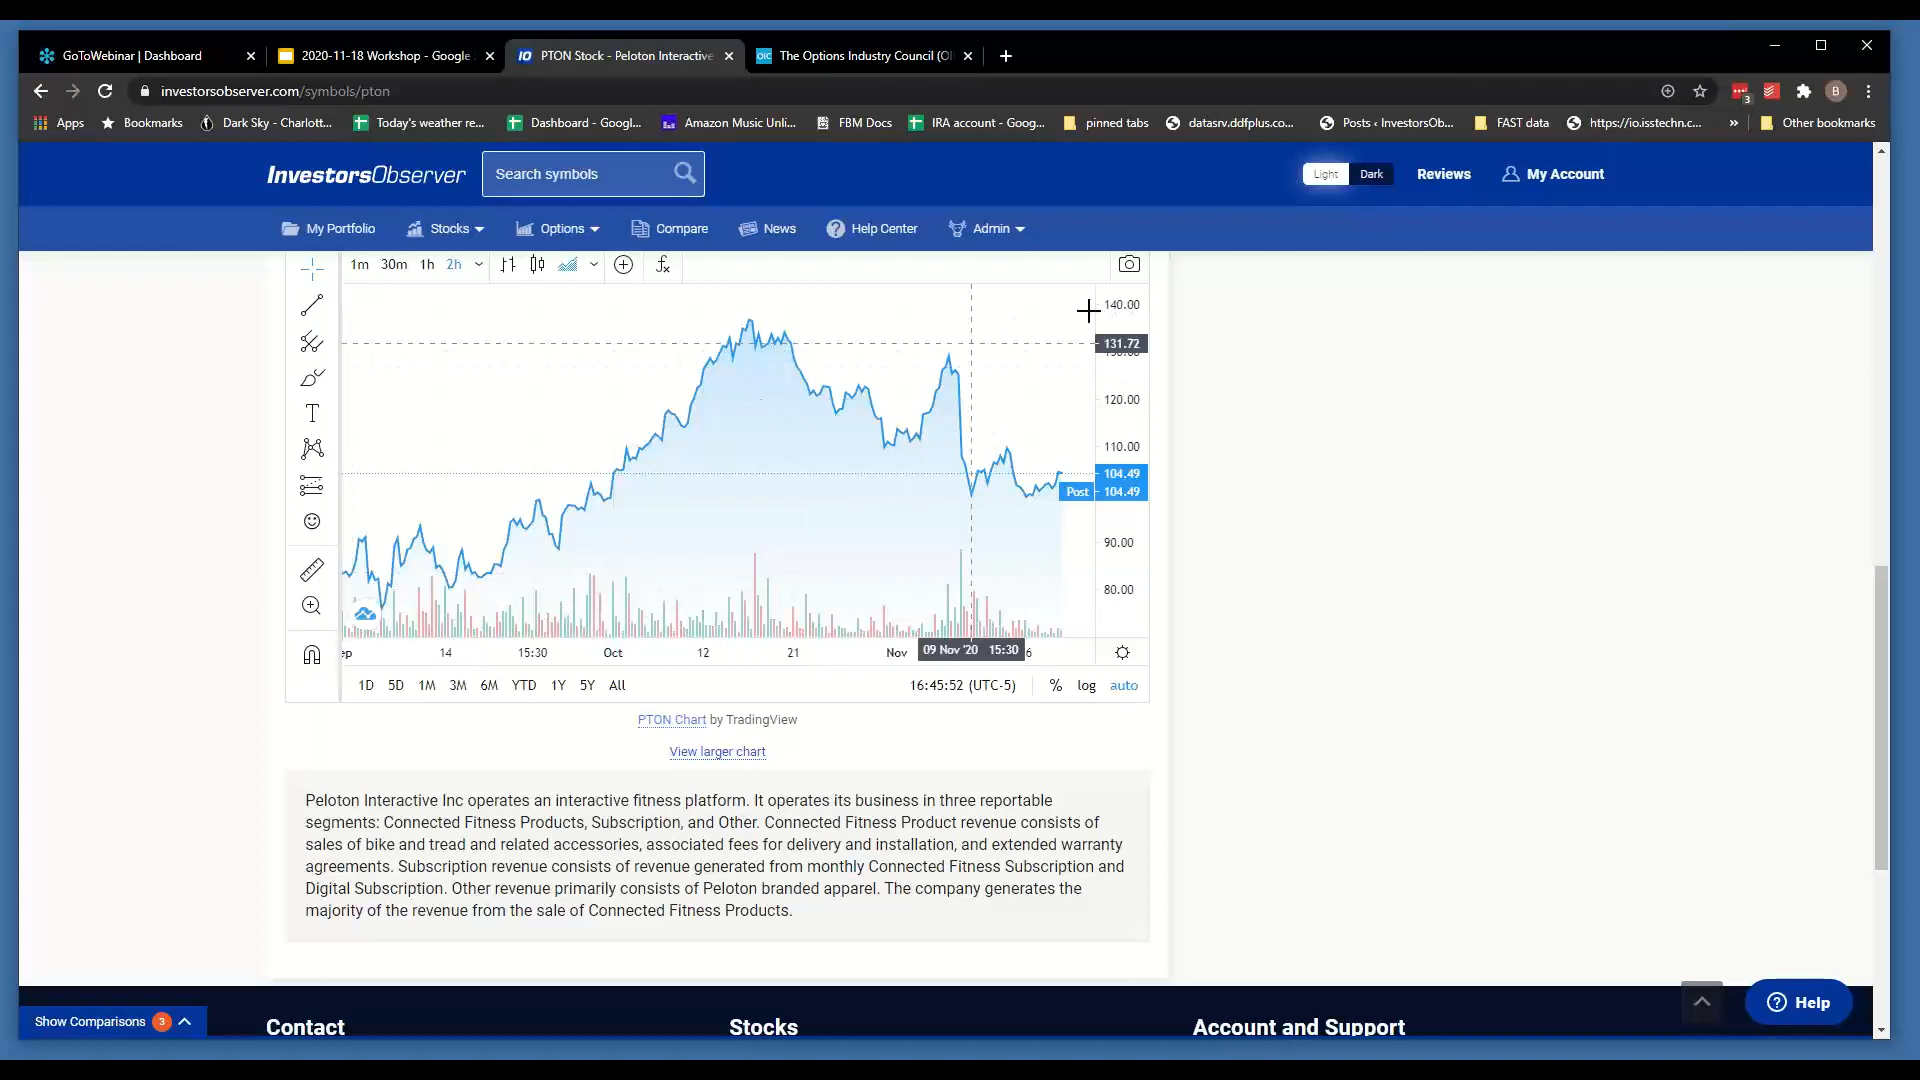 GoToWebinar | Dashboard
2020-11-18 Workshop - Google
IO PTON Stock - Peloton Interactive
OIC The Options Industry Council (OI
investorsobserver.com/symbols/pton
3
B
Apps
Bookmarks
Dark Sky - Charlott...
Today's weather re...
Dashboard - Googl...
Amazon Music Unli...
FBM Docs
IRA account - Goog...
pinned tabs
datasrv.ddfplus.co...
Posts ‹ InvestorsOb...
FAST data
https://io.isstechn.c...
»
Other bookmarks
InvestorsObserver
Search symbols
Light
Dark
Reviews
My Account
My Portfolio
Stocks
Options
Compare
News
Help Center
Admin
1m 30m 1h 2h
140.00
131.72
120.00
110.00
104.49
Post 104.49
90.00
80.00
ep 14 15:30 Oct 12 21 Nov 09 Nov '20 15:30 6
1D 5D 1M 3M 6M YTD 1Y 5Y All
16:45:52 (UTC-5) % log auto
PTON Chart by TradingView
View larger chart
Peloton Interactive Inc operates an interactive fitness platform. It operates its business in three reportable
segments: Connected Fitness Products, Subscription, and Other. Connected Fitness Product revenue consists of
sales of bike and tread and related accessories, associated fees for delivery and installation, and extended warranty
agreements. Subscription revenue consists of revenue generated from monthly Connected Fitness Subscription and
Digital Subscription. Other revenue primarily consists of Peloton branded apparel. The company generates the
majority of the revenue from the sale of Connected Fitness Products.
Show Comparisons 3
Help
Contact
Stocks
Account and Support